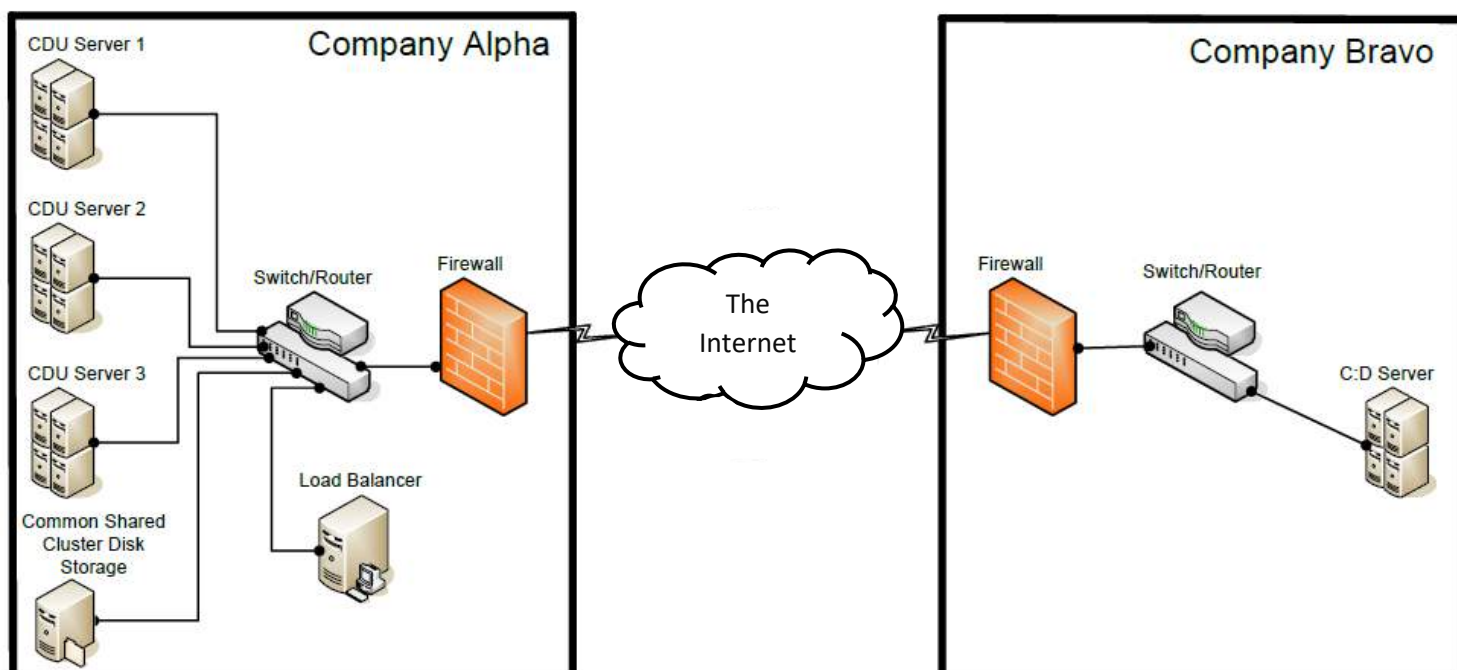 Company Alpha
CDU Server 1
CDU Server 2
Switch/Router
Firewall
CDU Server 3
Load Balancer
Common Shared
Cluster Disk
Storage
The
Internet
Company Bravo
Firewall
Switch/Router
C:D Server